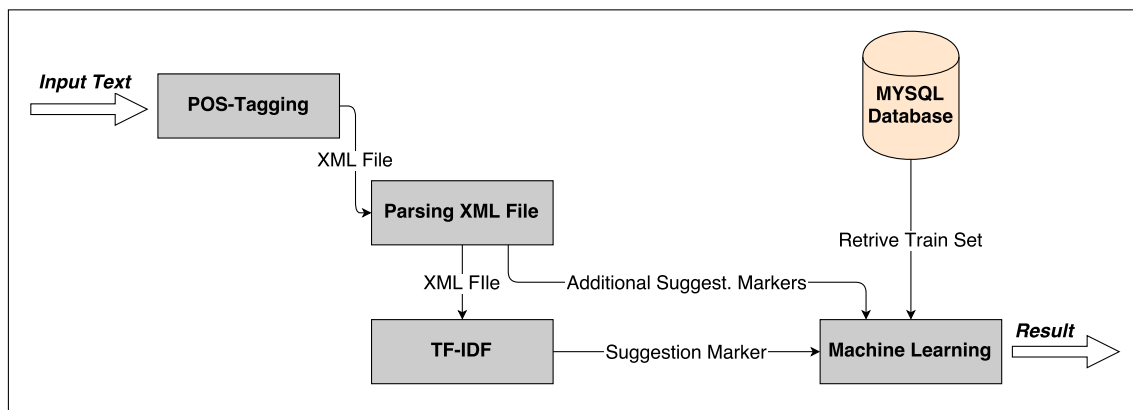 Input Text
POS-Tagging
MYSQL
Database
XML File
Parsing XML File
Retrive Train Set
XML FIle
Additional Suggest. Markers
TF-IDF
Suggestion Marker
Machine Learning
Result